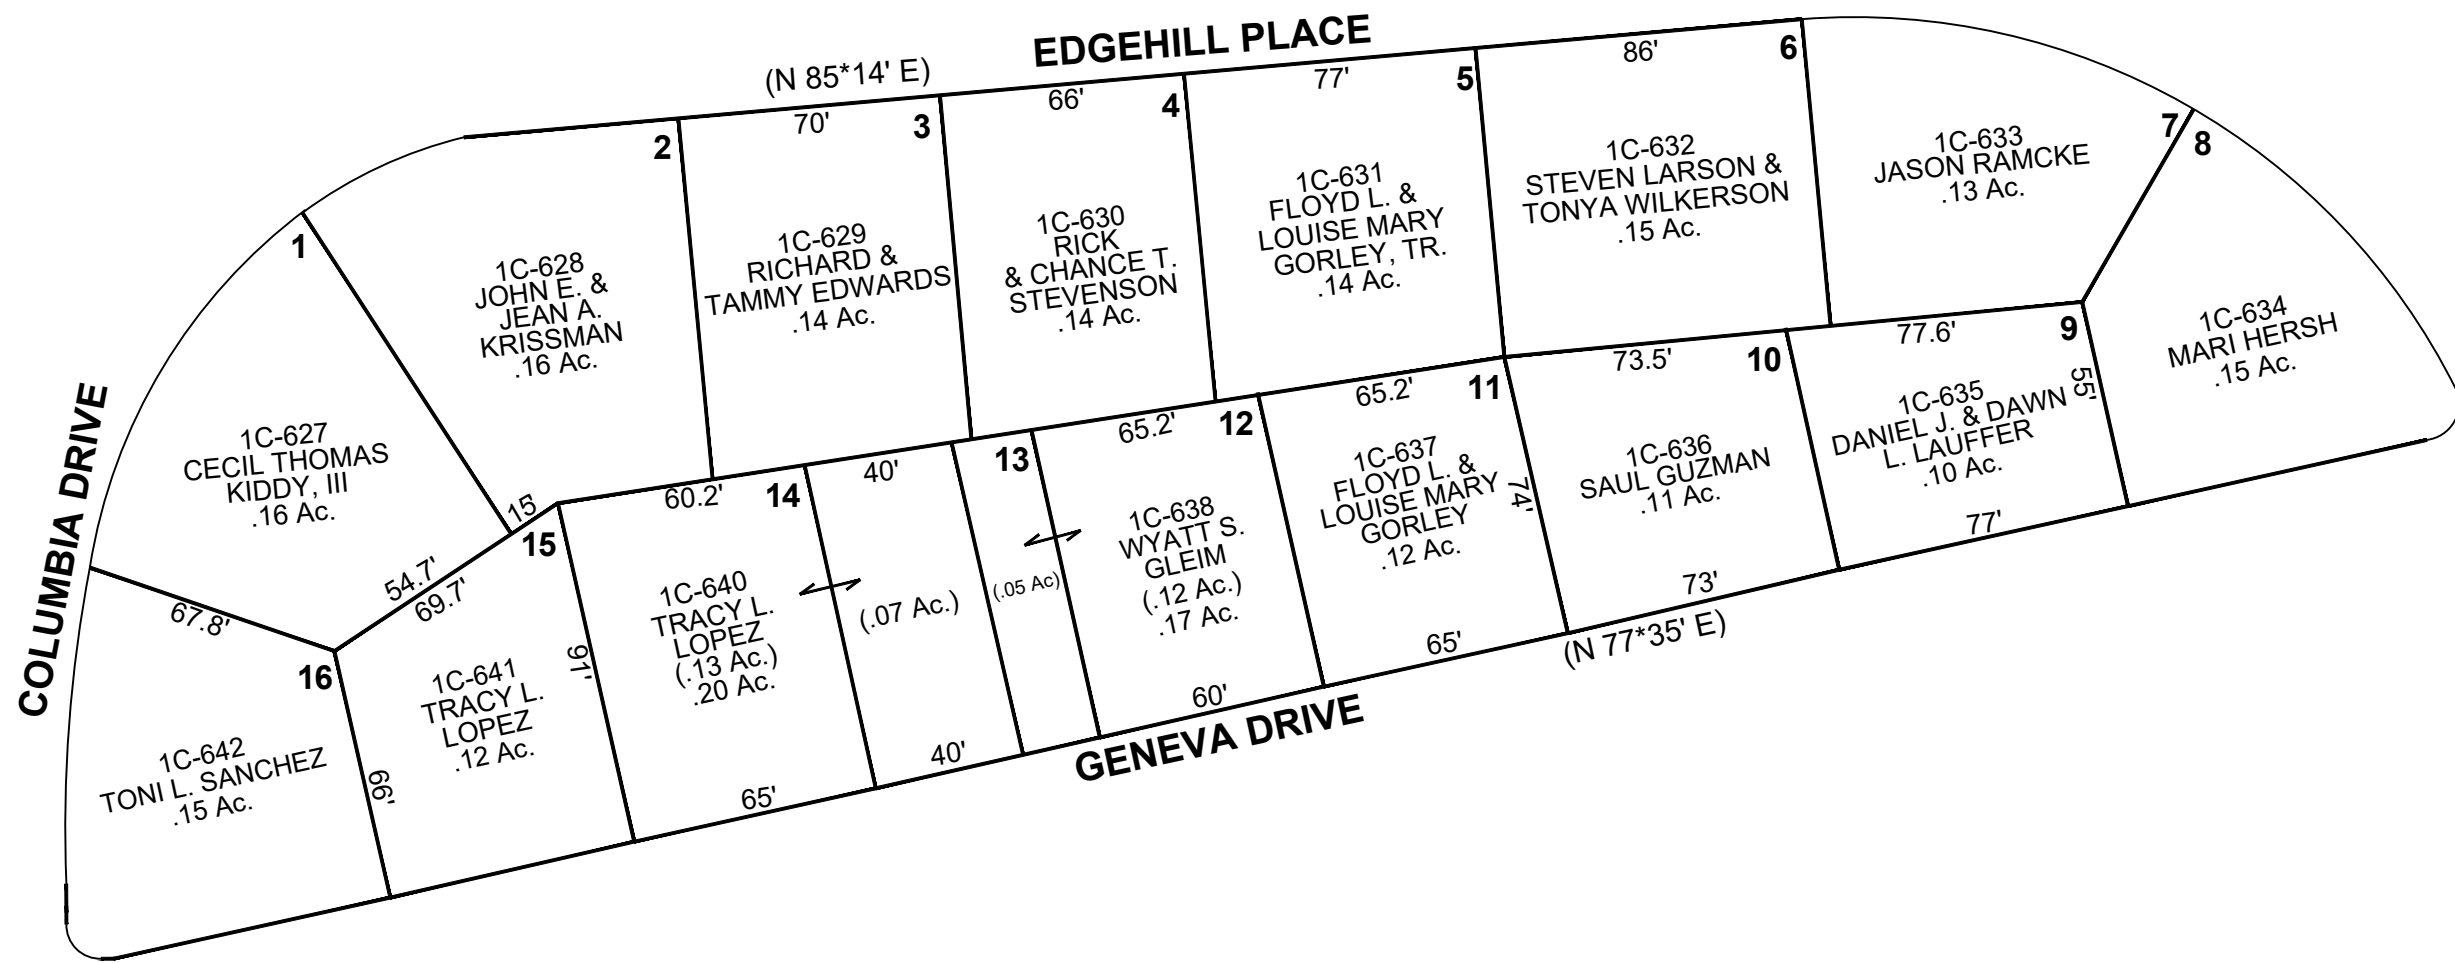 EDGEHILL PLACE
(N 85*14' E)
COLUMBIA DRIVE
GENEVA DRIVE
(N 77*35' E)
1
1C-627
CECIL THOMAS
KIDDY, III
.16 Ac.
67.8'
54.7'
69.7'
15
2
1C-628
JOHN E. &
JEAN A.
KRISSMAN
.16 Ac.
70'
3
1C-629
RICHARD &
TAMMY EDWARDS
.14 Ac.
66'
4
1C-630
RICK
& CHANCE T.
STEVENSON
.14 Ac.
77'
5
1C-631
FLOYD L. &
LOUISE MARY
GORLEY, TR.
.14 Ac.
86'
6
1C-632
STEVEN LARSON &
TONYA WILKERSON
.15 Ac.
7
1C-633
JASON RAMCKE
.13 Ac.
8
1C-634
MARI HERSH
.15 Ac.
77.6'
9
55'
1C-635
DANIEL J. & DAWN
L. LAUFFER
.10 Ac.
77'
73.5'
10
1C-636
SAUL GUZMAN
.11 Ac.
73'
65.2'
11
74'
1C-637
FLOYD L. &
LOUISE MARY
GORLEY
.12 Ac.
65'
65.2'
12
1C-638
WYATT S.
GLEIM
(.12 Ac.)
.17 Ac.
60'
13
(.05 Ac)
40'
(.07 Ac.)
40'
60.2'
14
1C-640
TRACY L.
LOPEZ
(.13 Ac.)
.20 Ac.
65'
15
91'
1C-641
TRACY L.
LOPEZ
.12 Ac.
16
66'
1C-642
TONI L. SANCHEZ
.15 Ac.